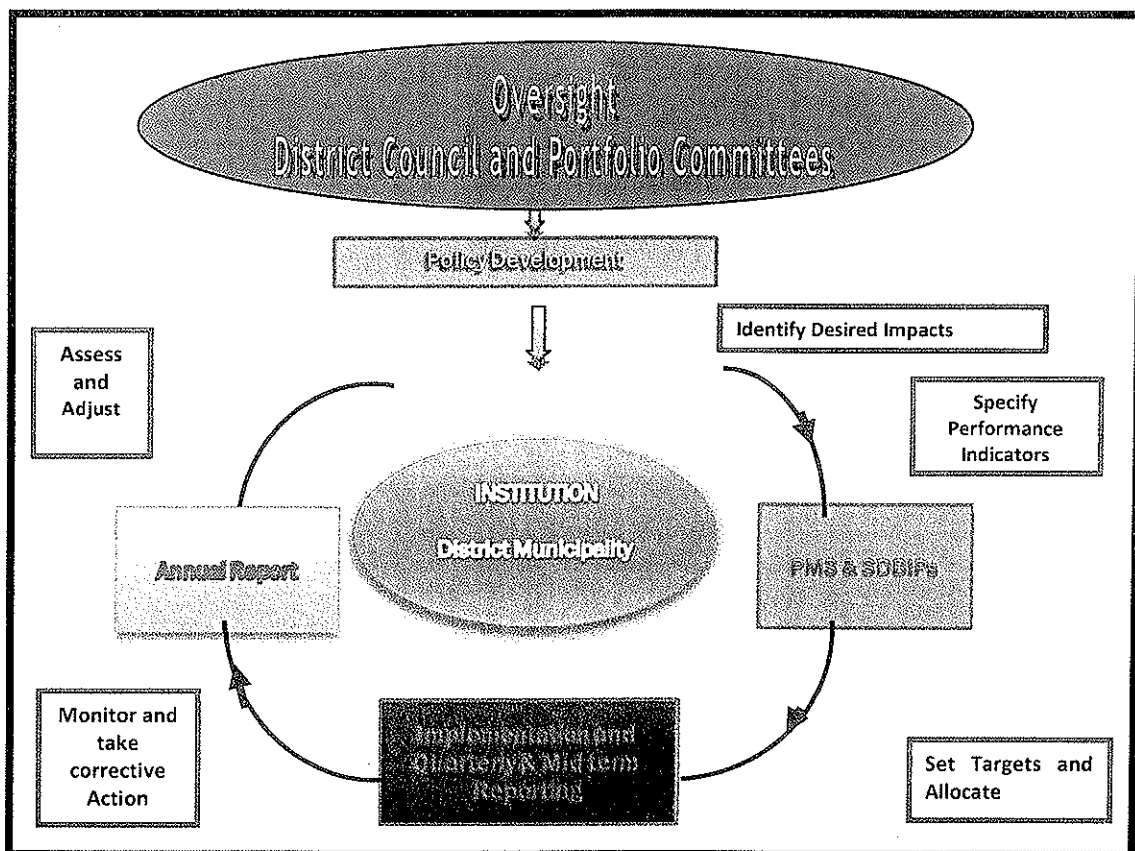 Oversight
District Council and Portfolio Committees
Policy Development
Identify Desired Impacts
Assess
and
Adjust
Specify
Performance
Indicators
INSTITUTION
District Municipality
Annual Report
PMS & SDBIPs
Monitor and
take
corrective
Action
Implementation and
Quarterly & Mid term
Reporting
Set Targets and
Allocate